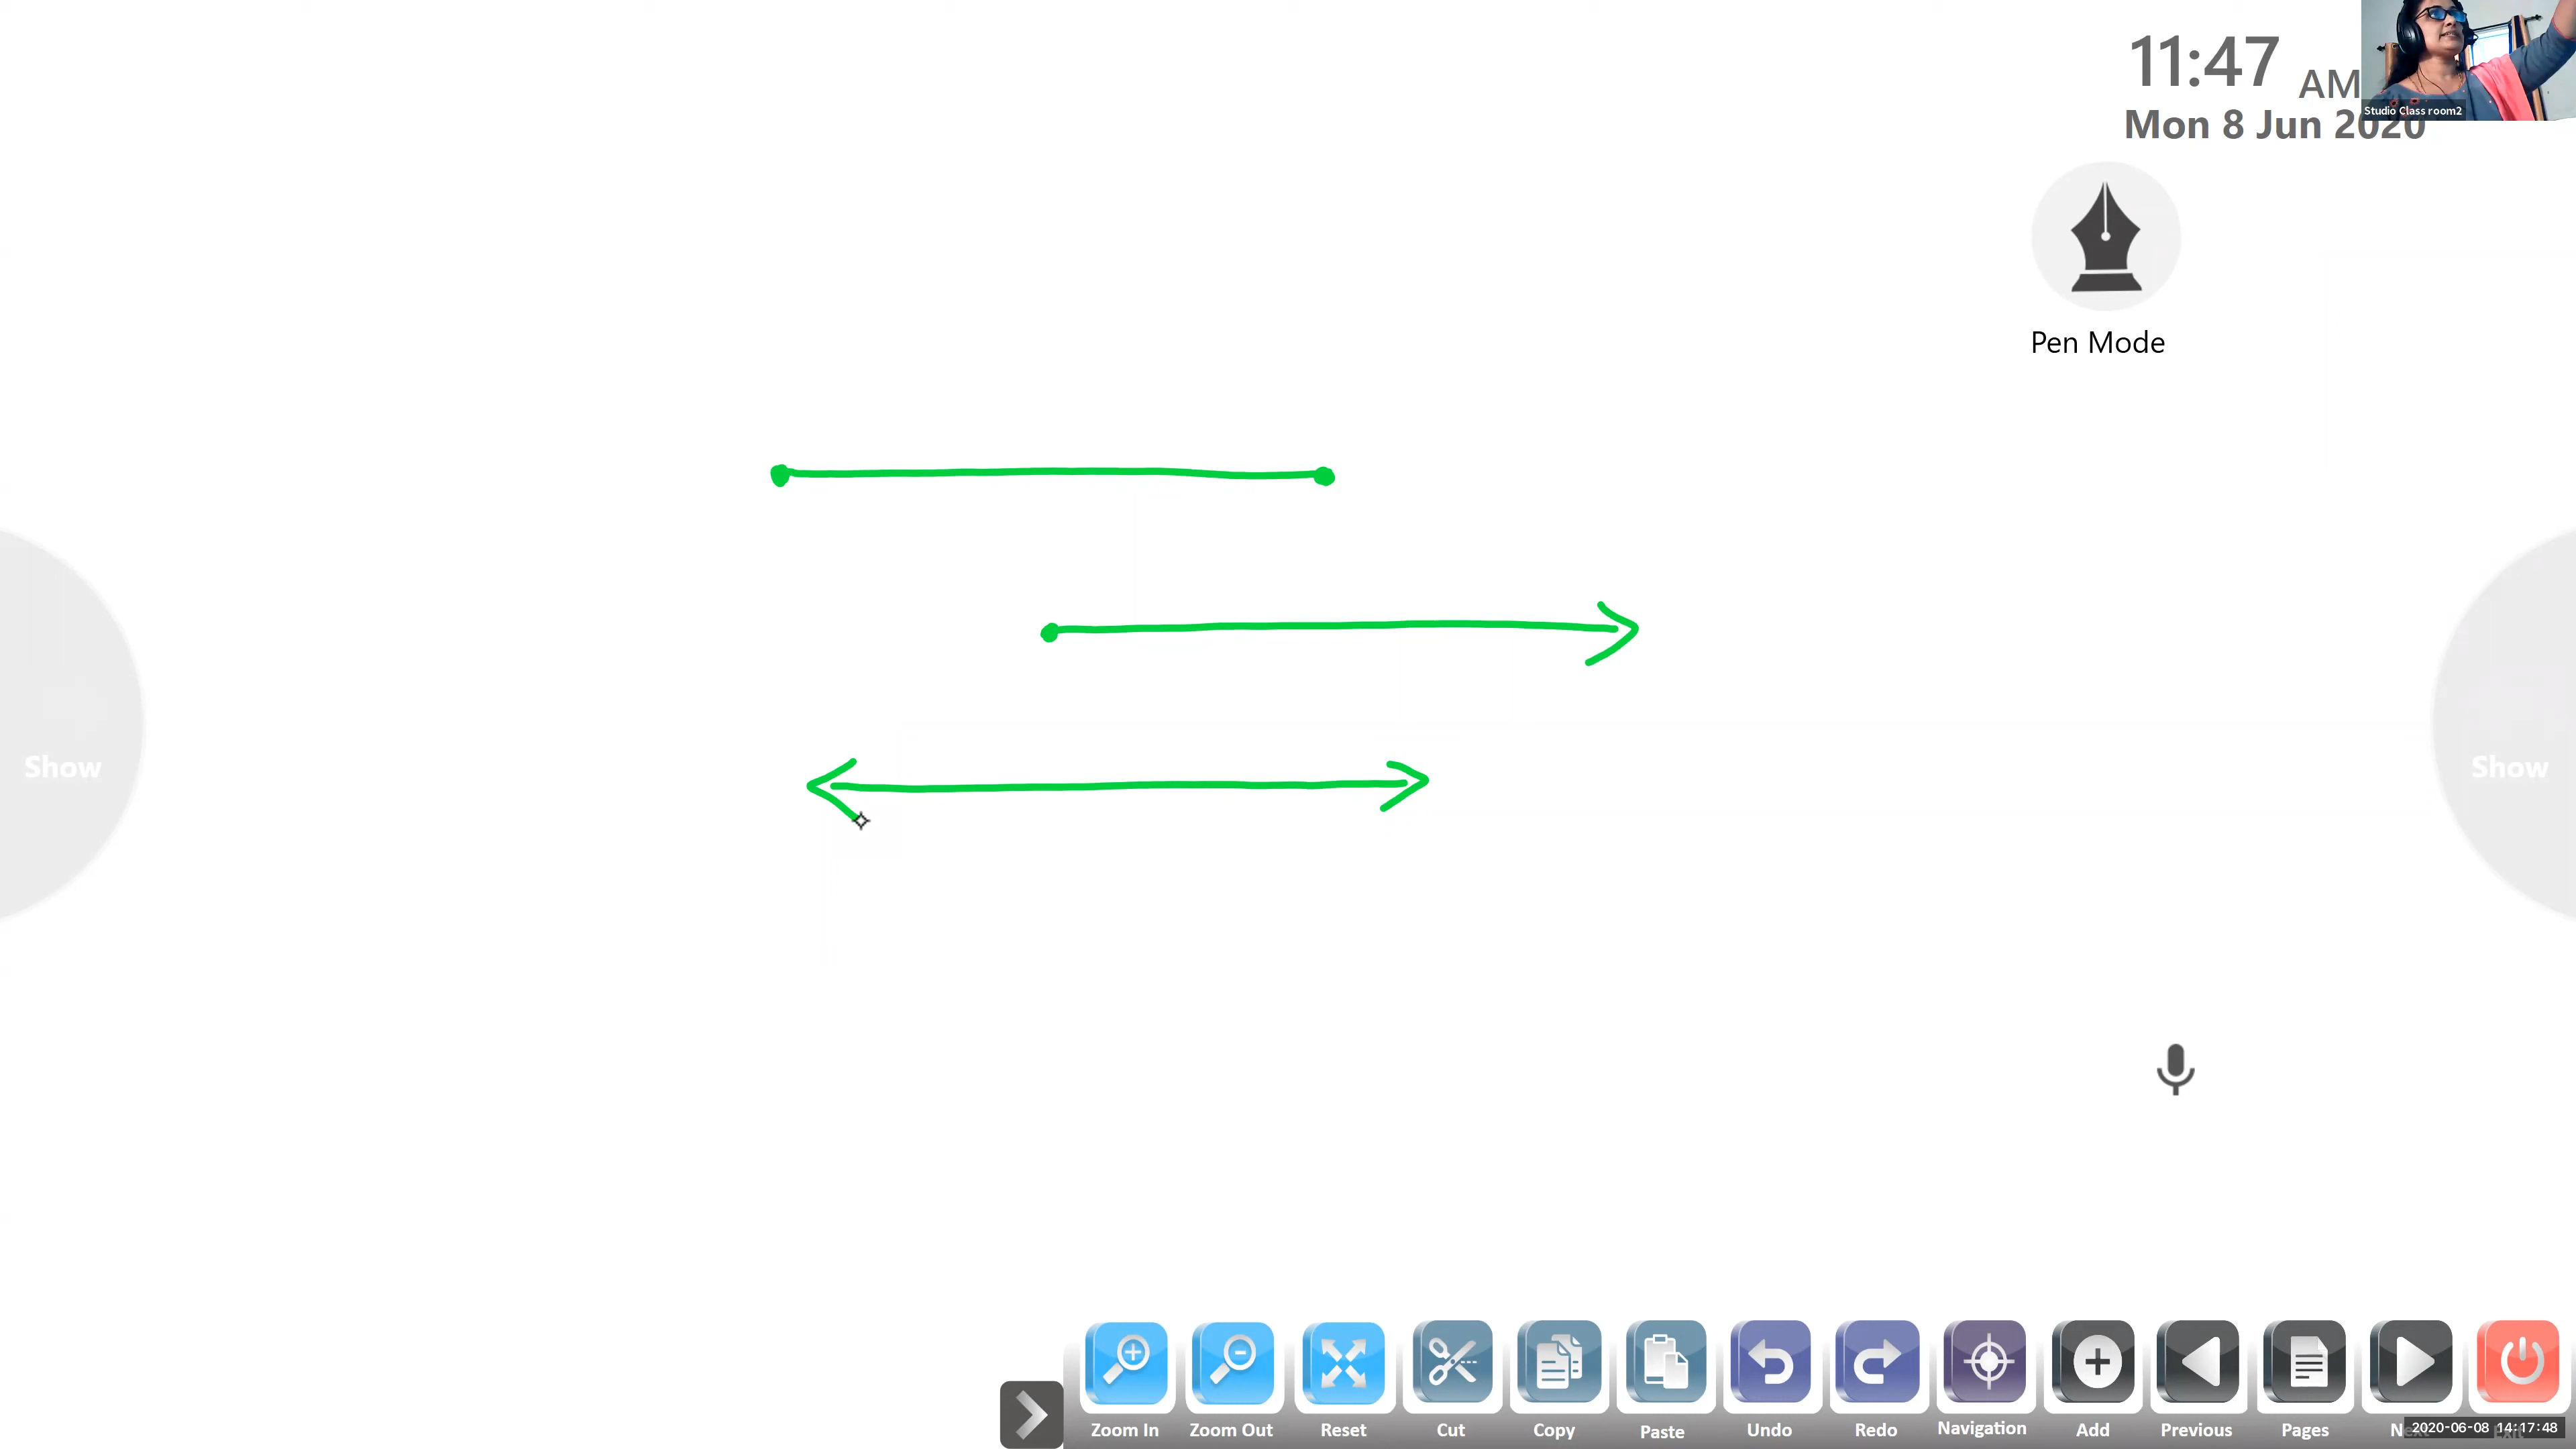 11:47 AM
Studio Class room2
Mon 8 Jun 2020
Pen Mode
Show
Show
Zoom In
Zoom Out
Reset
Cut
Copy
Paste
Undo
Redo
Navigation
Add
Previous
Pages
2020-06-08 14:17:48